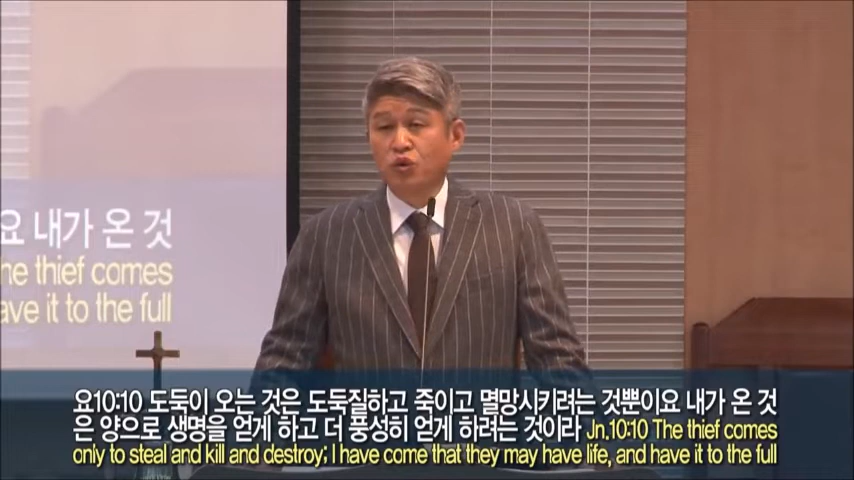 요 내가 온 것
he thief comes
ave it to the full
요10:10 도둑이 오는 것은 도둑질하고 죽이고 멸망시키려는 것뿐이요 내가 온 것
은 양으로 생명을 얻게 하고 더 풍성히 얻게 하려는 것이라 Jn.10:10 The thief comes
only to steal and kill and destroy; I have come that they may have life, and have it to the full